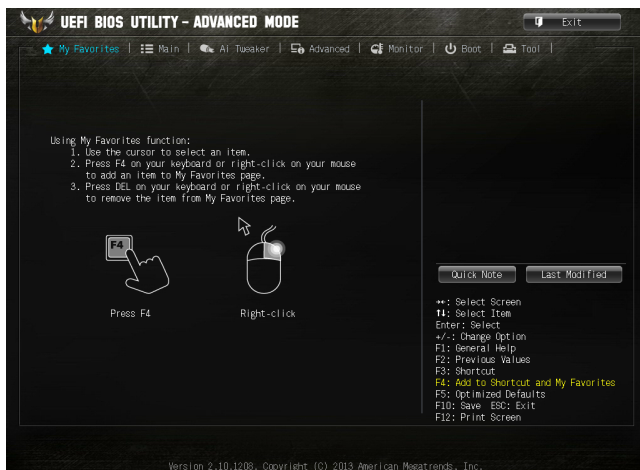 UEFI BIOS UTILITY – ADVANCED MODE
Exit
My Favorites | Main | Ai Tweaker | Advanced | Monitor | Boot | Tool |
Using My Favorites function:
1. Use the cursor to select an item.
2. Press F4 on your keyboard or right-click on your mouse
to add an item to My Favorites page.
3. Press DEL on your keyboard or right-click on your mouse
to remove the item from My Favorites page.
F4
Press F4
Right-click
Quick Note
Last Modified
→←: Select Screen
↑↓: Select Item
Enter: Select
+/-: Change Option
F1: General Help
F2: Previous Values
F3: Shortcut
F4: Add to Shortcut and My Favorites
F5: Optimized Defaults
F10: Save ESC: Exit
F12: Print Screen
Version 2.10.1208. Copyright (C) 2013 American Megatrends, Inc.